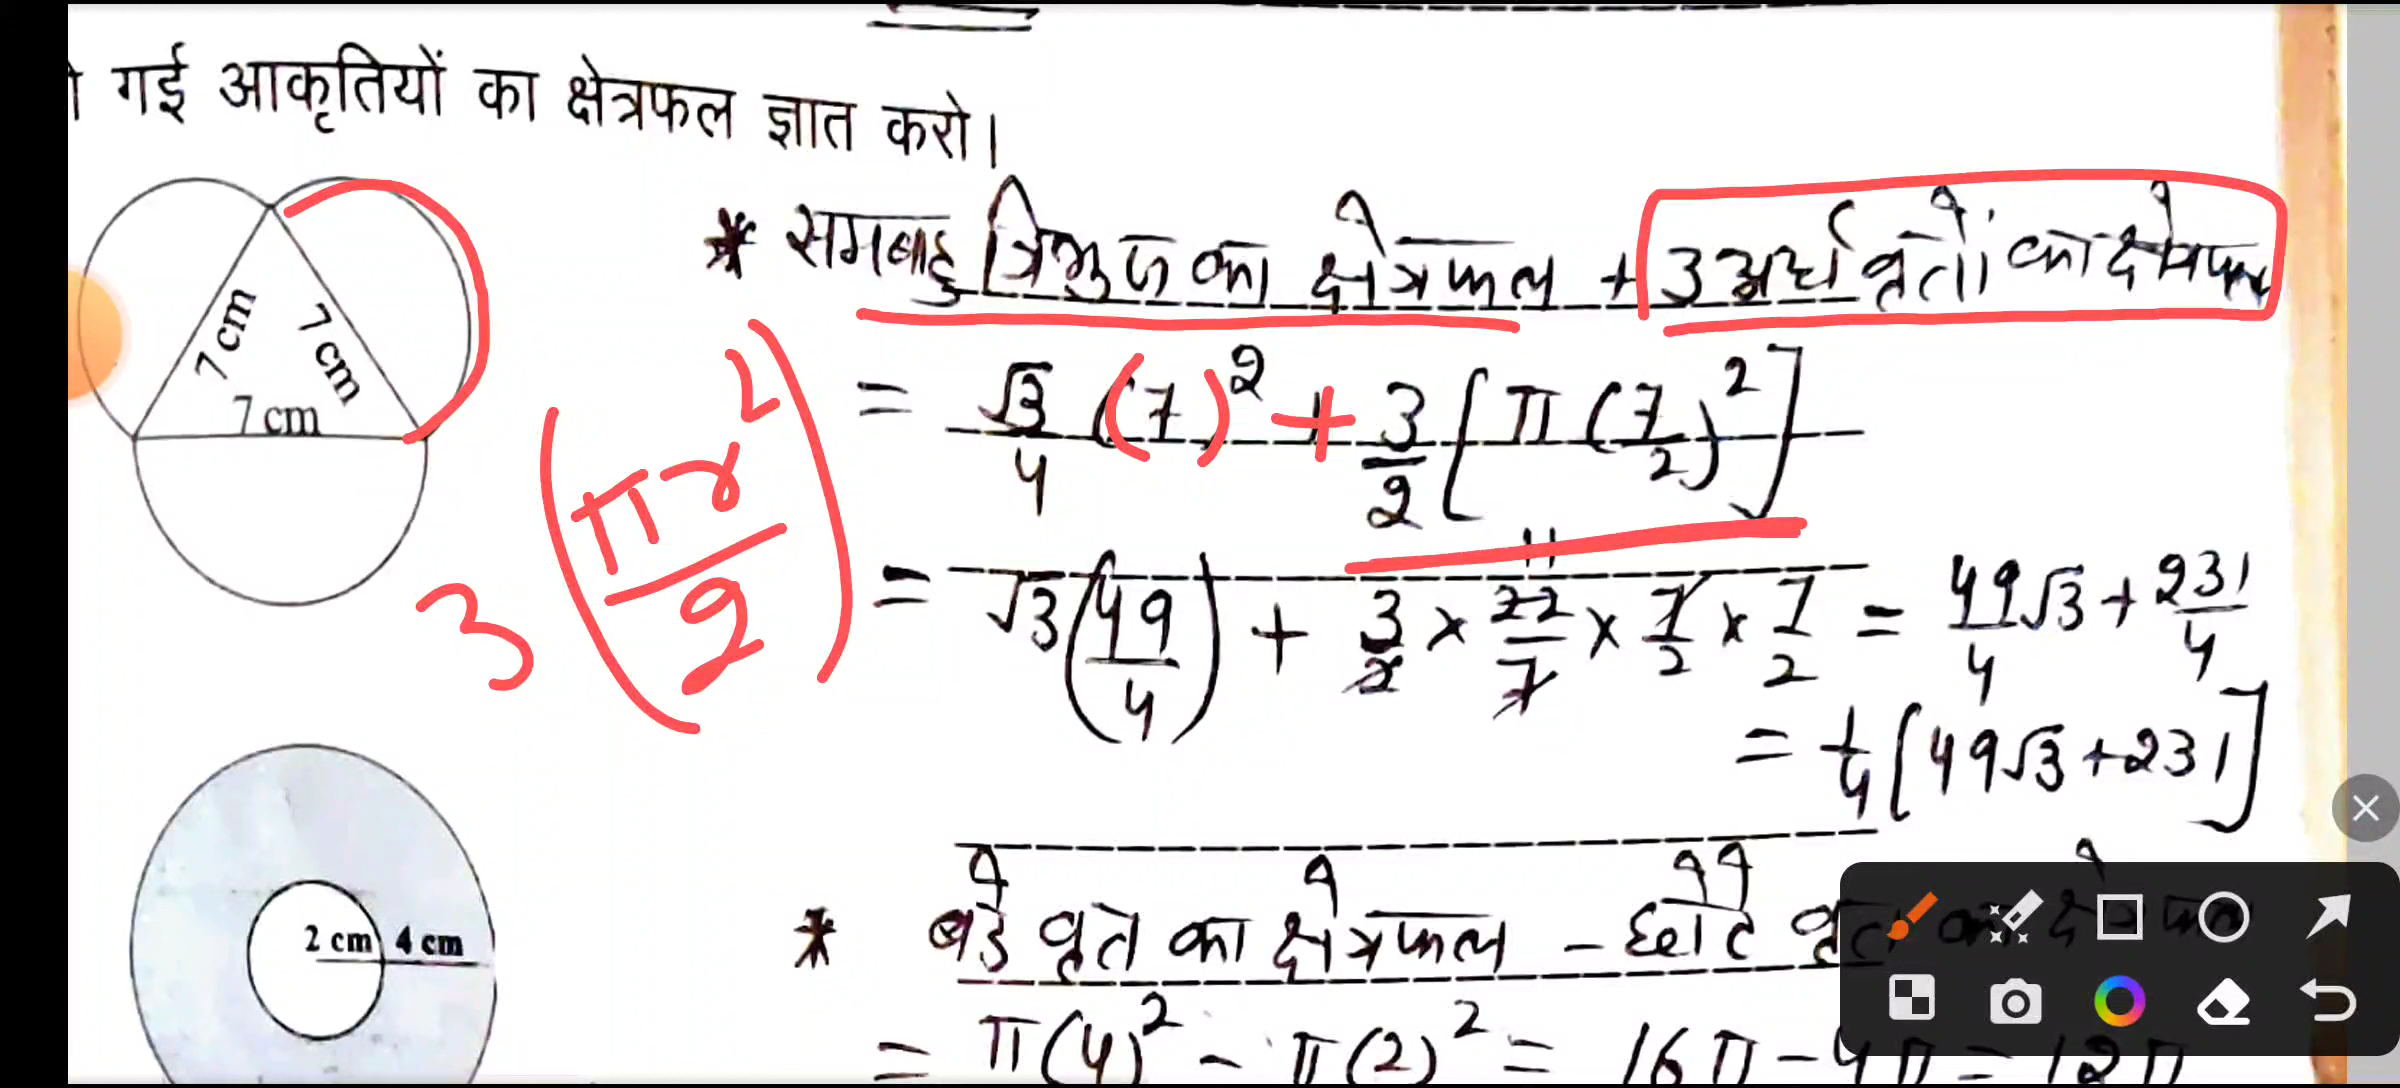 गई आकृतियों का क्षेत्रफल ज्ञात करो।
7 cm
7 cm
7 cm
* समबाहु त्रिभुज का क्षेत्रफल + 3 अर्धवृतों का क्षेत्रफल
= √3/4 (7)² + 3/2 [π (7/2)²]
3 (πr²/2)
= √3 (49/4) + 3/2 × 22/7 × 7/2 × 7/2 = 49/4 √3 + 231/4
11
= 1/4 [49√3 + 231]
2 cm 4 cm
* बडे वृत का क्षेत्रफल - छोटे वृत का क्षेत्रफल
= π(4)² - π(2)² = 16π - 4π = 12π